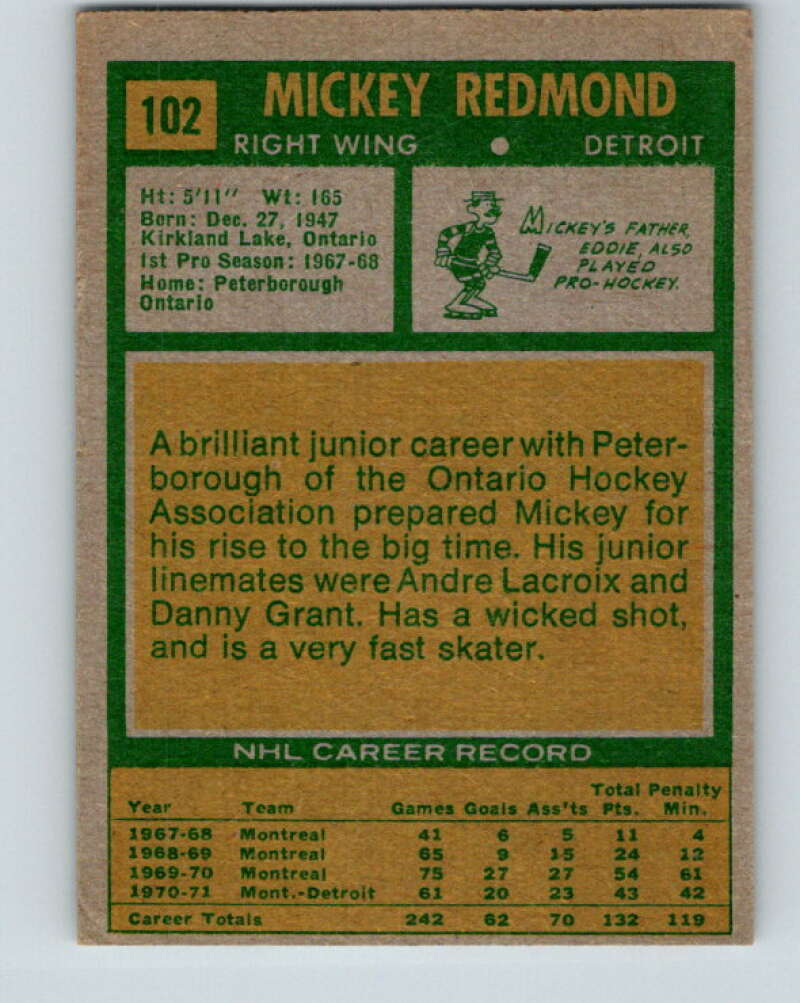 102
MICKEY REDMOND
RIGHT WING • DETROIT
Ht: 5'11" Wt: 165
Born: Dec. 27, 1947
Kirkland Lake, Ontario
1st Pro Season: 1967-68
Home: Peterborough
Ontario
MICKEY'S FATHER,
EDDIE, ALSO
PLAYED
PRO-HOCKEY.
A brilliant junior career with Peter-
borough of the Ontario Hockey
Association prepared Mickey for
his rise to the big time. His junior
linemates were Andre Lacroix and
Danny Grant. Has a wicked shot,
and is a very fast skater.
NHL CAREER RECORD
Total Penalty
Year Team Games Goals Ass'ts Pts. Min.
1967-68 Montreal 41 6 5 11 4
1968-69 Montreal 65 9 15 24 12
1969-70 Montreal 75 27 27 54 61
1970-71 Mont.-Detroit 61 20 23 43 42
Career Totals 242 62 70 132 119